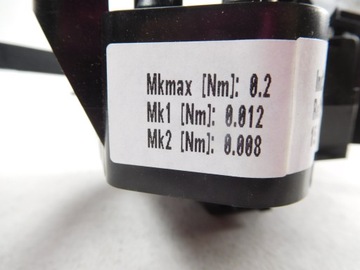 Mkmax [Nm]: 0.2
Mk1 [Nm]: 0.012
Mk2 [Nm]: 0.008